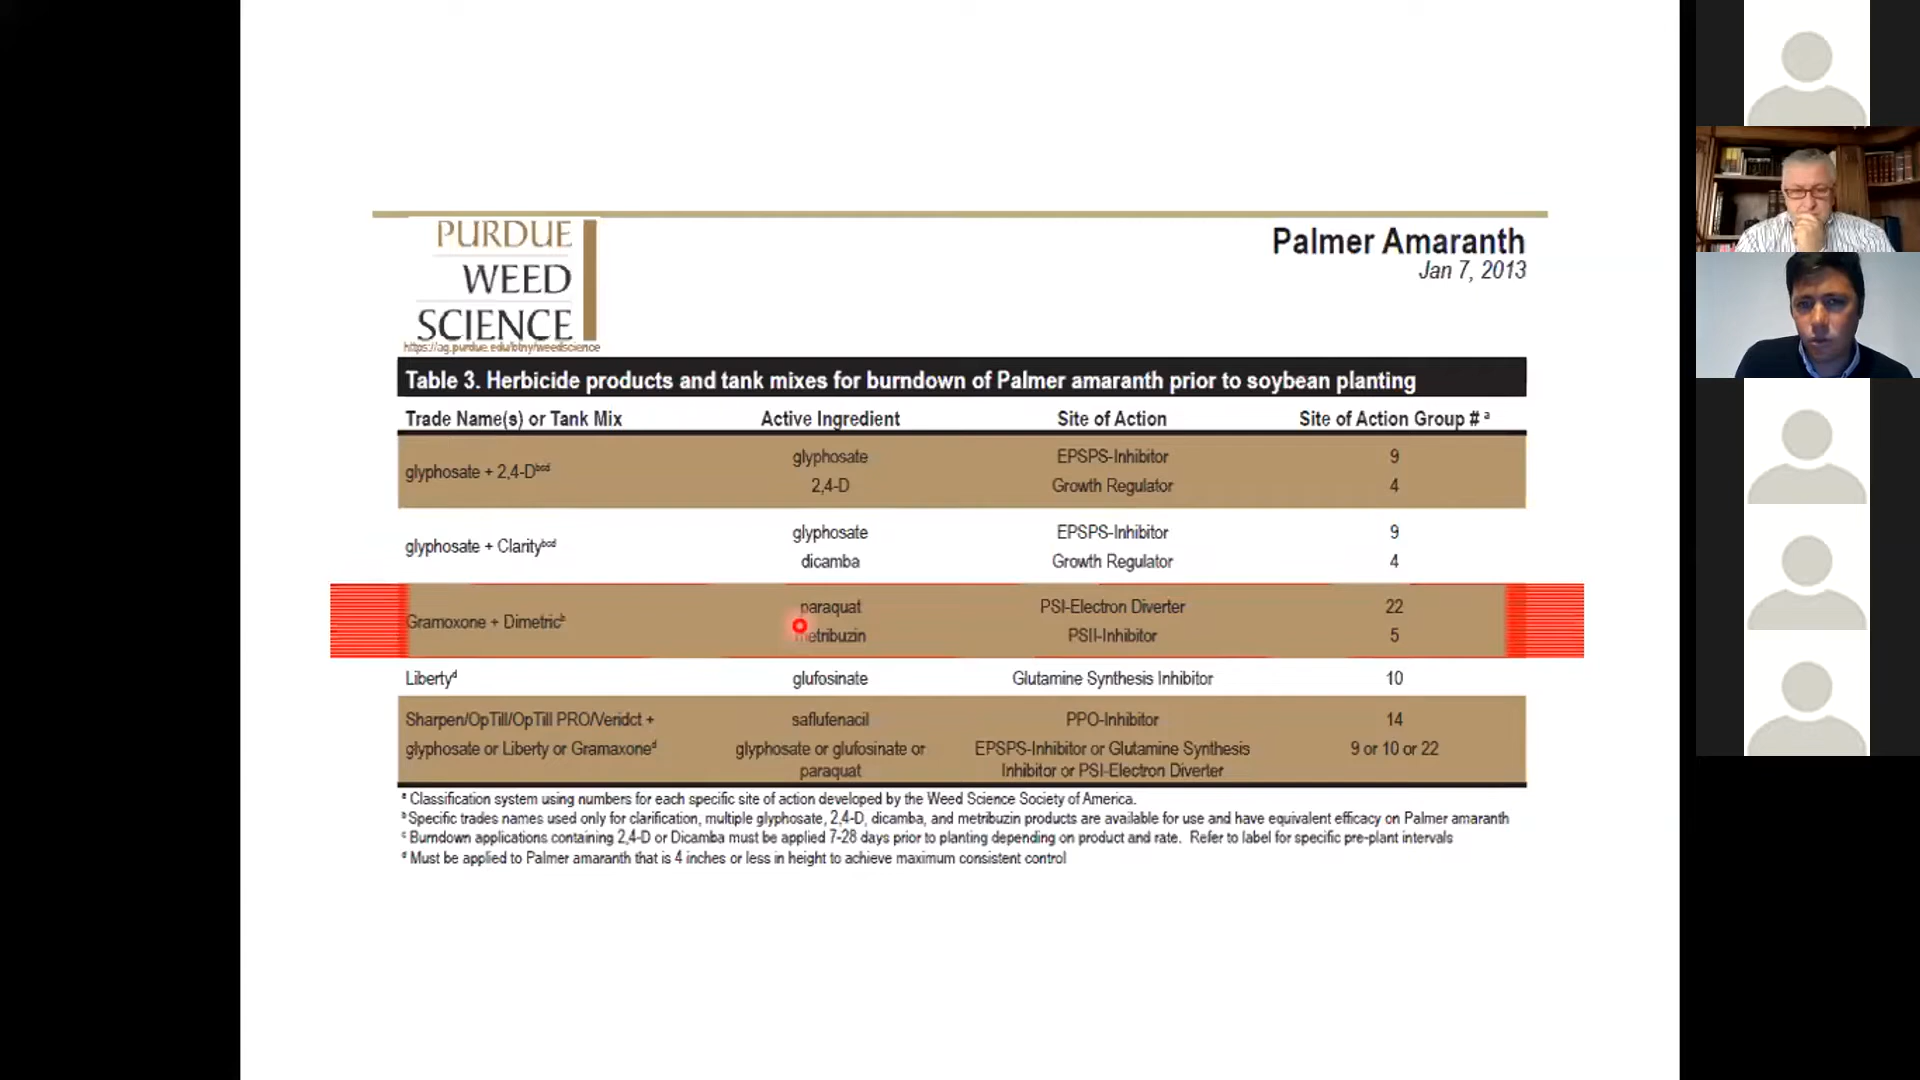 PURDUE
WEED
SCIENCE
https://ag.purdue.edu/btny/weedscience
Palmer Amaranth
Jan 7, 2013
Table 3. Herbicide products and tank mixes for burndown of Palmer amaranth prior to soybean planting
Trade Name(s) or Tank Mix Active Ingredient Site of Action Site of Action Group # a
glyphosate + 2,4-D bcd
glyphosate EPSPS-Inhibitor 9
2,4-D Growth Regulator 4
glyphosate + Clarity bcd
glyphosate EPSPS-Inhibitor 9
dicamba Growth Regulator 4
Gramoxone + Dimetric b
paraquat PSI-Electron Diverter 22
metribuzin PSII-Inhibitor 5
Liberty d glufosinate Glutamine Synthesis Inhibitor 10
Sharpen/OpTill/OpTill PRO/Veridct + saflufenacil PPO-Inhibitor 14
glyphosate or Liberty or Gramaxone d glyphosate or glufosinate or EPSPS-Inhibitor or Glutamine Synthesis 9 or 10 or 22
paraquat Inhibitor or PSI-Electron Diverter
a Classification system using numbers for each specific site of action developed by the Weed Science Society of America.
b Specific trades names used only for clarification, multiple glyphosate, 2,4-D, dicamba, and metribuzin products are available for use and have equivalent efficacy on Palmer amaranth
c Burndown applications containing 2,4-D or Dicamba must be applied 7-28 days prior to planting depending on product and rate. Refer to label for specific pre-plant intervals
d Must be applied to Palmer amaranth that is 4 inches or less in height to achieve maximum consistent control